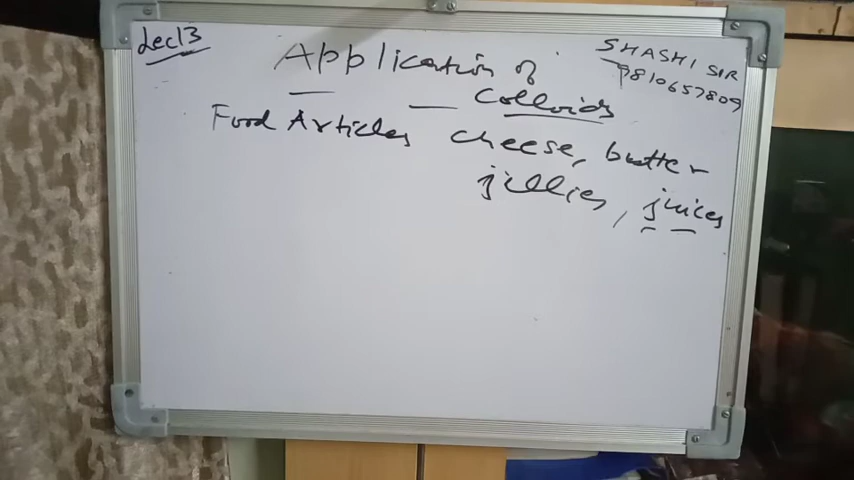 Lec13
Application of
Colloids
SHASHI SIR
9810657809
Food Articles cheese, butter
jellies, juices